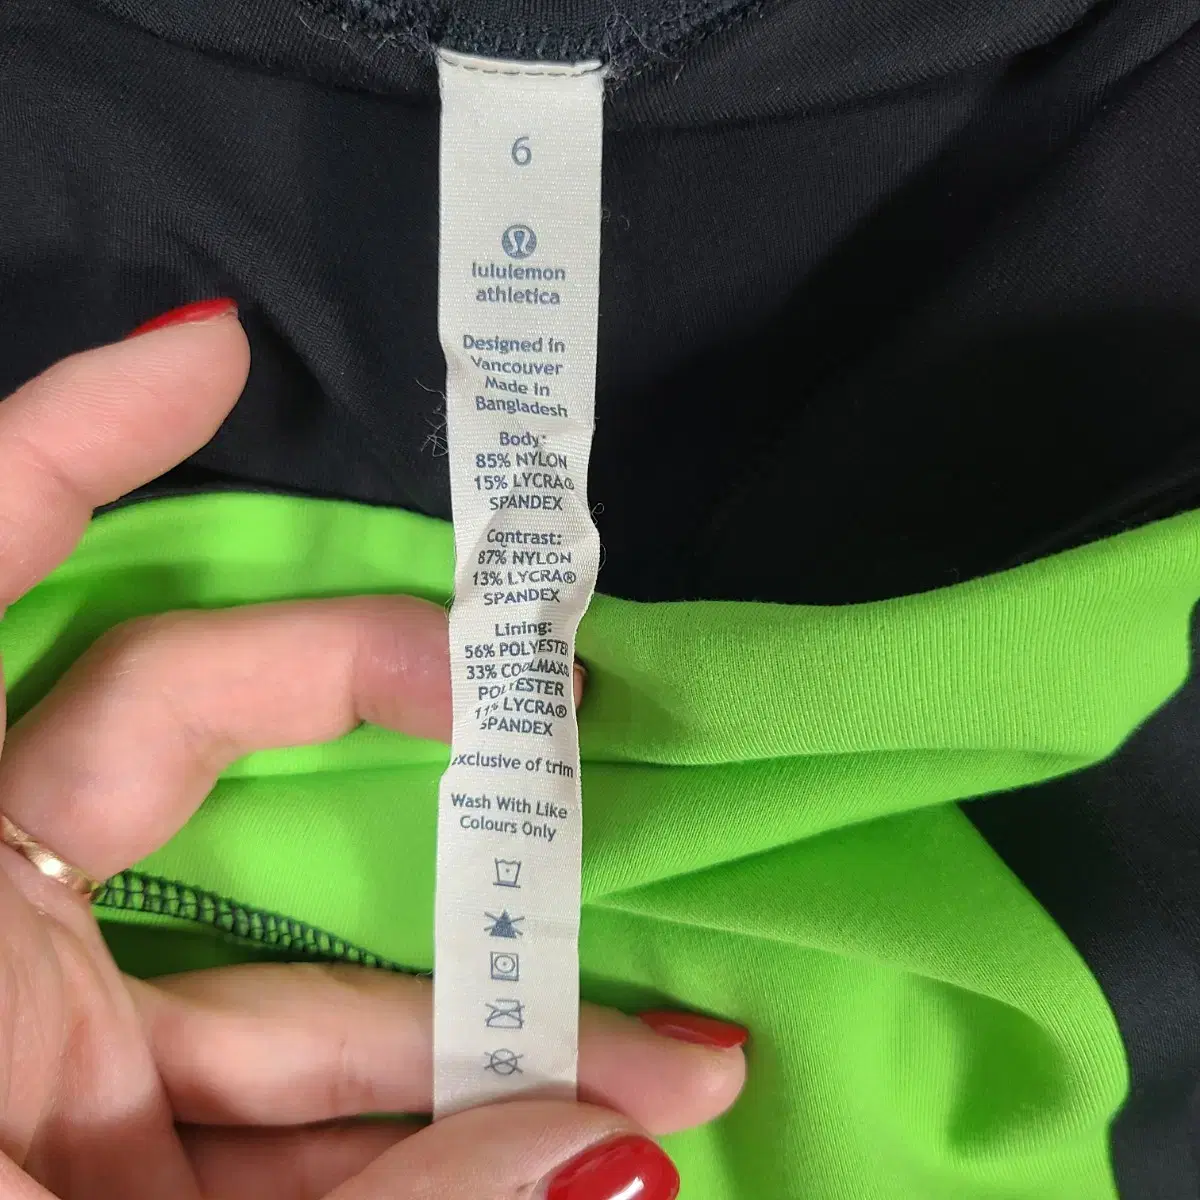 6
lululemon
athletica
Designed in
Vancouver
Made in
Bangladesh
Body:
85% NYLON
15% LYCRA®
SPANDEX
Contrast:
87% NYLON
13% LYCRA®
SPANDEX
Lining:
56% POLYESTER
33% COOLMAX®
POLYESTER
11% LYCRA®
SPANDEX
Exclusive of trim
Wash With Like
Colours Only